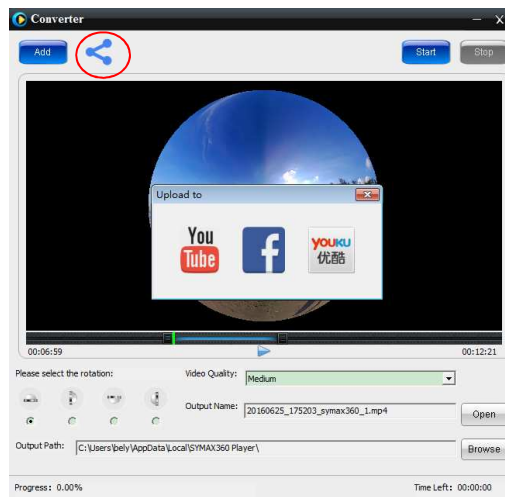 Converter
Add
Start
Stop
Upload to
You
Tube
f
YOUKU
优酷
00:06:59
00:12:21
Please select the rotation:
Video Quality:
Medium
Output Name:
20160625_175203_symax360_1.mp4
Open
Output Path:
C:\Users\bely\AppData\Local\SYMAX360 Player\
Browse
Progress: 0.00%
Time Left: 00:00:00